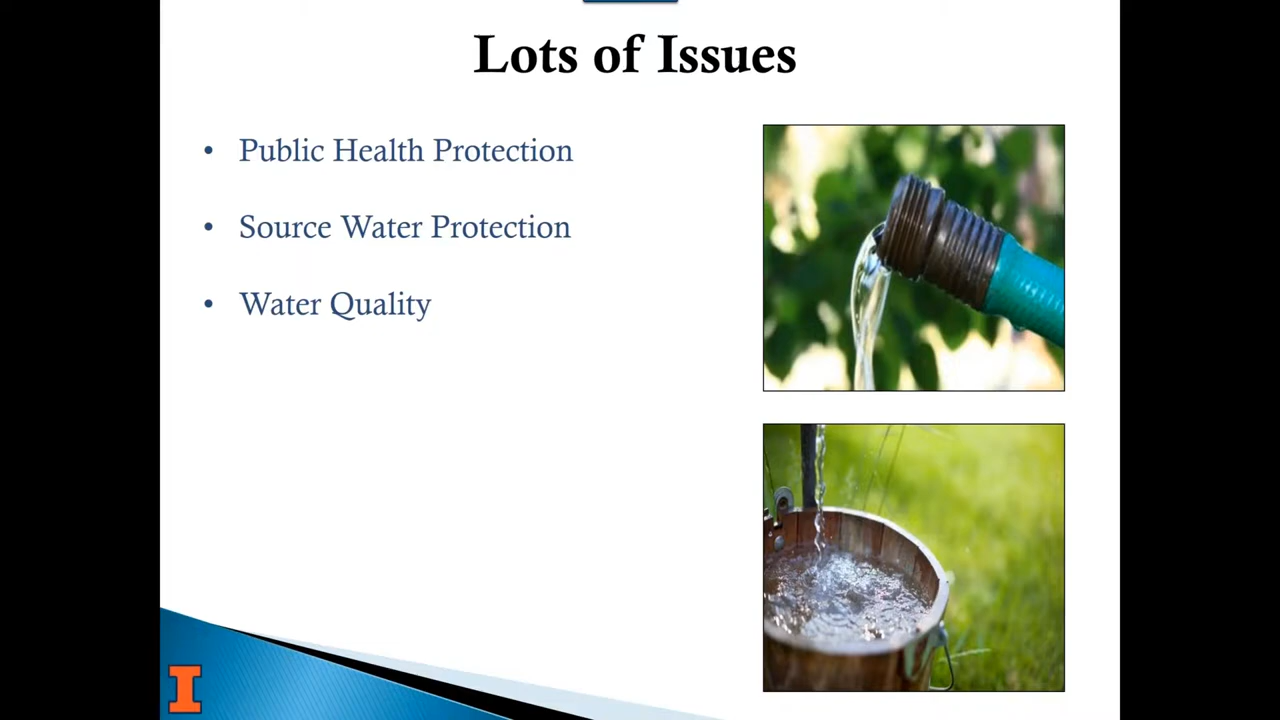 Lots of Issues
• Public Health Protection
• Source Water Protection
• Water Quality
I